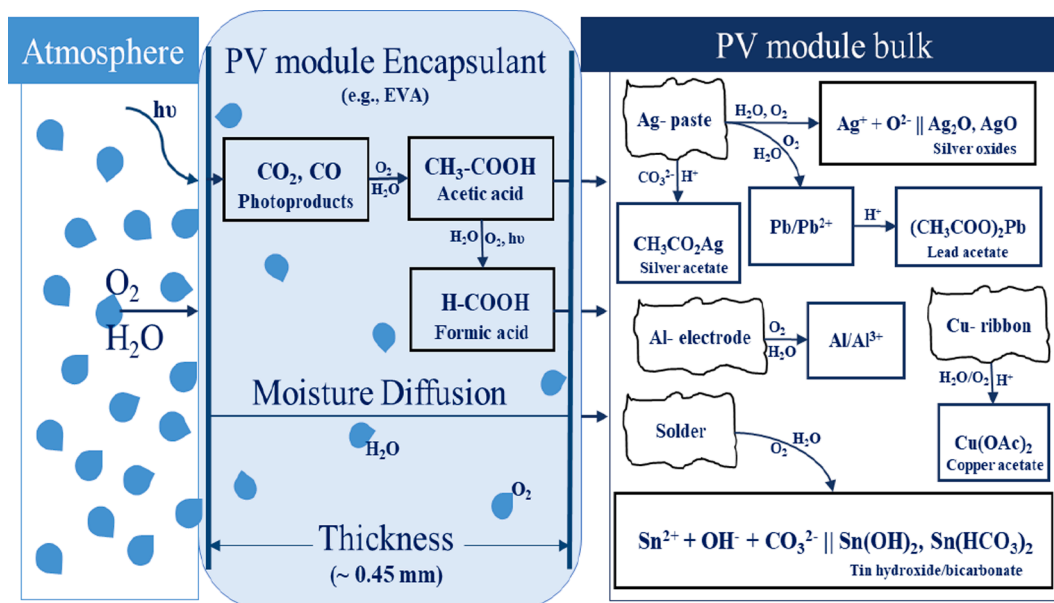 Atmosphere
hυ
O₂
H₂O
PV module Encapsulant
(e.g., EVA)
CO₂, CO
Photoproducts
O₂
H₂O
CH₃-COOH
Acetic acid
H₂O
O₂, hυ
H-COOH
Formic acid
Moisture Diffusion
H₂O
O₂
Thickness
(~ 0.45 mm)
PV module bulk
Ag- paste
H₂O, O₂
Ag⁺ + O²⁻ || Ag₂O, AgO
Silver oxides
H₂O
O₂
CO₃²⁻
H⁺
CH₃CO₂Ag
Silver acetate
Pb/Pb²⁺
H⁺
(CH₃COO)₂Pb
Lead acetate
Al- electrode
O₂
H₂O
Al/Al³⁺
Cu- ribbon
H₂O/O₂
H⁺
Cu(OAc)₂
Copper acetate
Solder
H₂O
O₂
Sn²⁺ + OH⁻ + CO₃²⁻ || Sn(OH)₂, Sn(HCO₃)₂
Tin hydroxide/bicarbonate